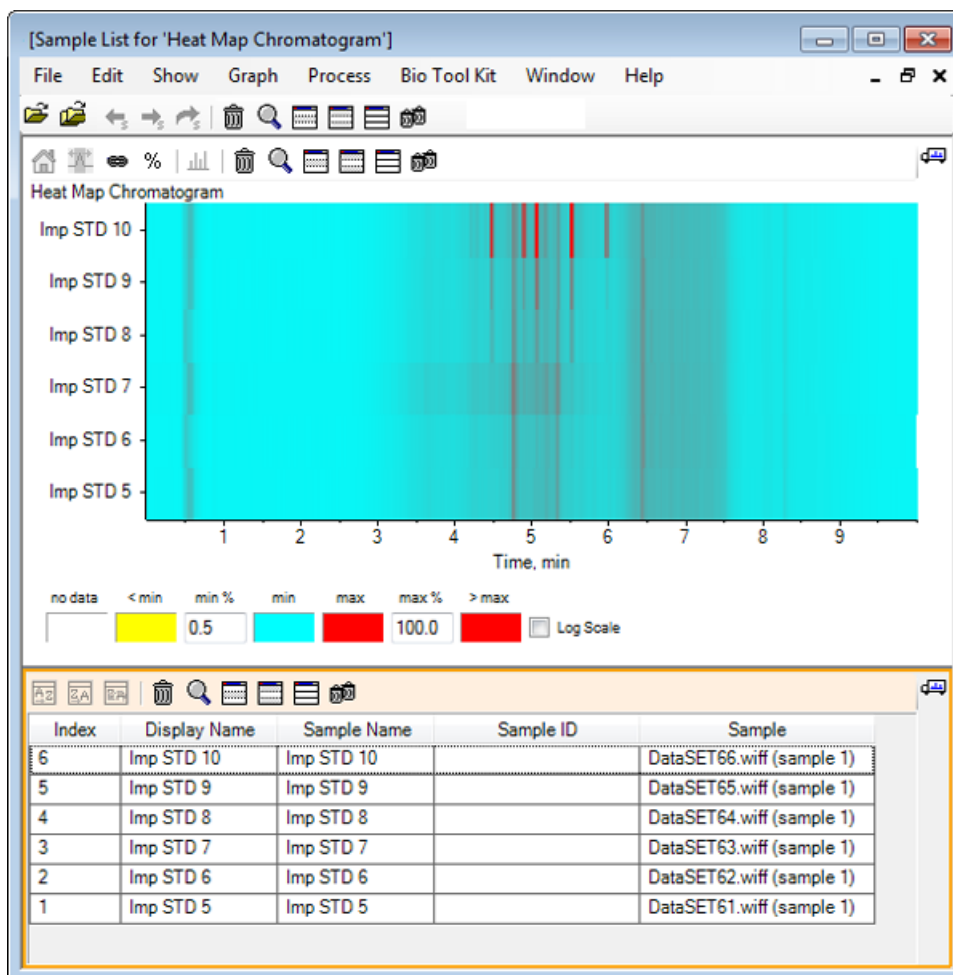 [Sample List for 'Heat Map Chromatogram']
File Edit Show Graph Process Bio Tool Kit Window Help
%
Heat Map Chromatogram
Imp STD 10
Imp STD 9
Imp STD 8
Imp STD 7
Imp STD 6
Imp STD 5
1 2 3 4 5 6 7 8 9
Time, min
no data < min min % min max max % > max
0.5 100.0 Log Scale
Index Display Name Sample Name Sample ID Sample
6 Imp STD 10 Imp STD 10 DataSET66.wiff (sample 1)
5 Imp STD 9 Imp STD 9 DataSET65.wiff (sample 1)
4 Imp STD 8 Imp STD 8 DataSET64.wiff (sample 1)
3 Imp STD 7 Imp STD 7 DataSET63.wiff (sample 1)
2 Imp STD 6 Imp STD 6 DataSET62.wiff (sample 1)
1 Imp STD 5 Imp STD 5 DataSET61.wiff (sample 1)